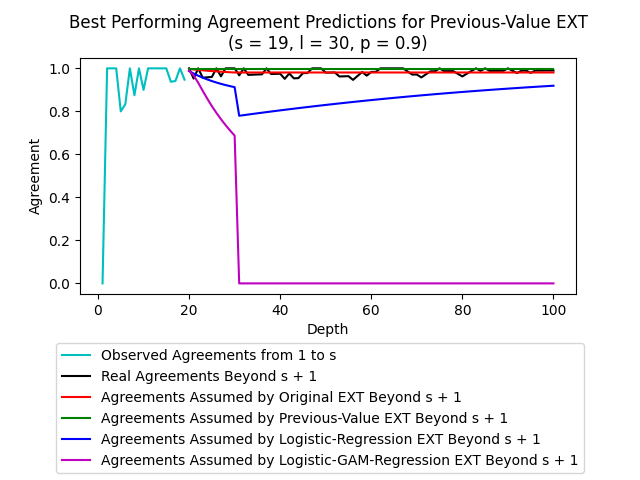 Best Performing Agreement Predictions for Previous-Value EXT
(s = 19, l = 30, p = 0.9)
1.0
0.8
0.6
0.4
0.2
0.0
Agreement
0 20 40 60 80 100
Depth
Observed Agreements from 1 to s
Real Agreements Beyond s + 1
Agreements Assumed by Original EXT Beyond s + 1
Agreements Assumed by Previous-Value EXT Beyond s + 1
Agreements Assumed by Logistic-Regression EXT Beyond s + 1
Agreements Assumed by Logistic-GAM-Regression EXT Beyond s + 1